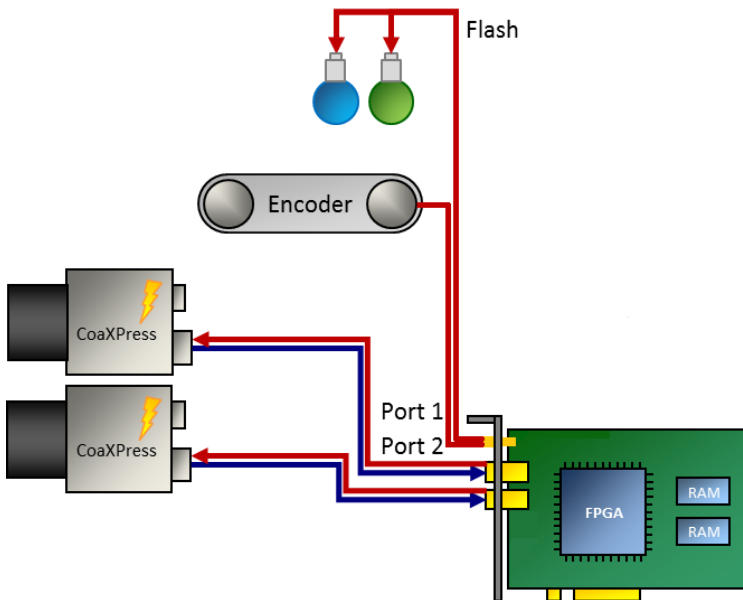 Flash
Encoder
CoaXPress
CoaXPress
Port 1
Port 2
FPGA
RAM
RAM